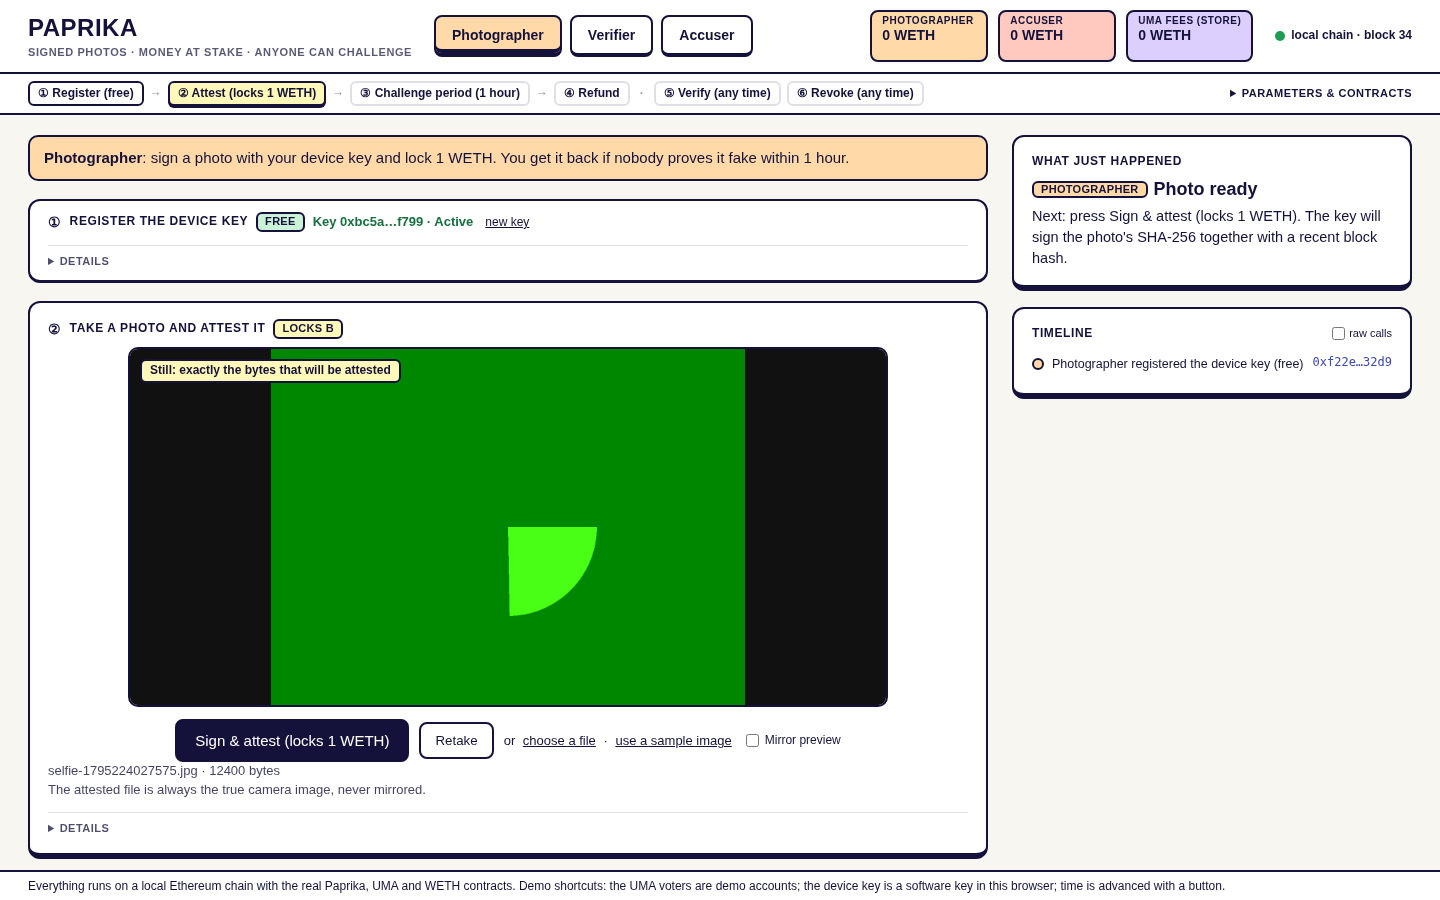 PAPRIKA
SIGNED PHOTOS · MONEY AT STAKE · ANYONE CAN CHALLENGE
Photographer
Verifier
Accuser
PHOTOGRAPHER
0 WETH
ACCUSER
0 WETH
UMA FEES (STORE)
0 WETH
local chain · block 34
① Register (free) → ② Attest (locks 1 WETH) → ③ Challenge period (1 hour) → ④ Refund · ⑤ Verify (any time) ⑥ Revoke (any time)
▶ PARAMETERS & CONTRACTS
Photographer: sign a photo with your device key and lock 1 WETH. You get it back if nobody proves it fake within 1 hour.
① REGISTER THE DEVICE KEY FREE Key 0xbc5a…f799 · Active new key
▶ DETAILS
② TAKE A PHOTO AND ATTEST IT LOCKS B
Still: exactly the bytes that will be attested
Sign & attest (locks 1 WETH) Retake or choose a file · use a sample image Mirror preview
selfie-1795224027575.jpg · 12400 bytes
The attested file is always the true camera image, never mirrored.
▶ DETAILS
WHAT JUST HAPPENED
PHOTOGRAPHER Photo ready
Next: press Sign & attest (locks 1 WETH). The key will
sign the photo's SHA-256 together with a recent block
hash.
TIMELINE raw calls
Photographer registered the device key (free) 0xf22e…32d9
Everything runs on a local Ethereum chain with the real Paprika, UMA and WETH contracts. Demo shortcuts: the UMA voters are demo accounts; the device key is a software key in this browser; time is advanced with a button.